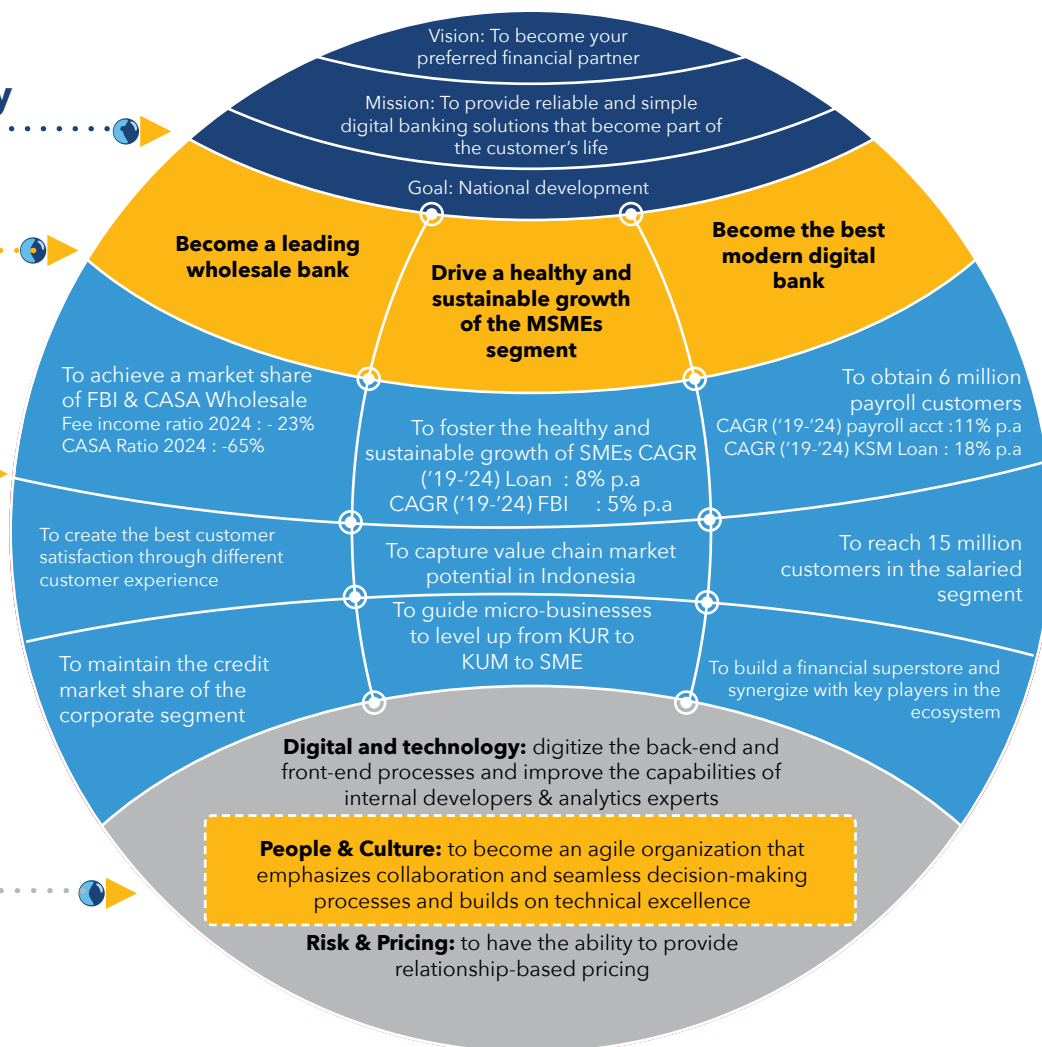 y
Vision: To become your
preferred financial partner
Mission: To provide reliable and simple
digital banking solutions that become part of
the customer's life
Goal: National development
Become a leading
wholesale bank
Drive a healthy and
sustainable growth
of the MSMEs
segment
Become the best
modern digital
bank
To achieve a market share
of FBI & CASA Wholesale
Fee income ratio 2024 : - 23%
CASA Ratio 2024 : -65%
To foster the healthy and
sustainable growth of SMEs CAGR
('19-'24) Loan : 8% p.a
CAGR ('19-'24) FBI : 5% p.a
To obtain 6 million
payroll customers
CAGR ('19-'24) payroll acct :11% p.a
CAGR ('19-'24) KSM Loan : 18% p.a
To create the best customer
satisfaction through different
customer experience
To capture value chain market
potential in Indonesia
To reach 15 million
customers in the salaried
segment
To maintain the credit
market share of the
corporate segment
To guide micro-businesses
to level up from KUR to
KUM to SME
To build a financial superstore and
synergize with key players in the
ecosystem
Digital and technology: digitize the back-end and
front-end processes and improve the capabilities of
internal developers & analytics experts
People & Culture: to become an agile organization that
emphasizes collaboration and seamless decision-making
processes and builds on technical excellence
Risk & Pricing: to have the ability to provide
relationship-based pricing